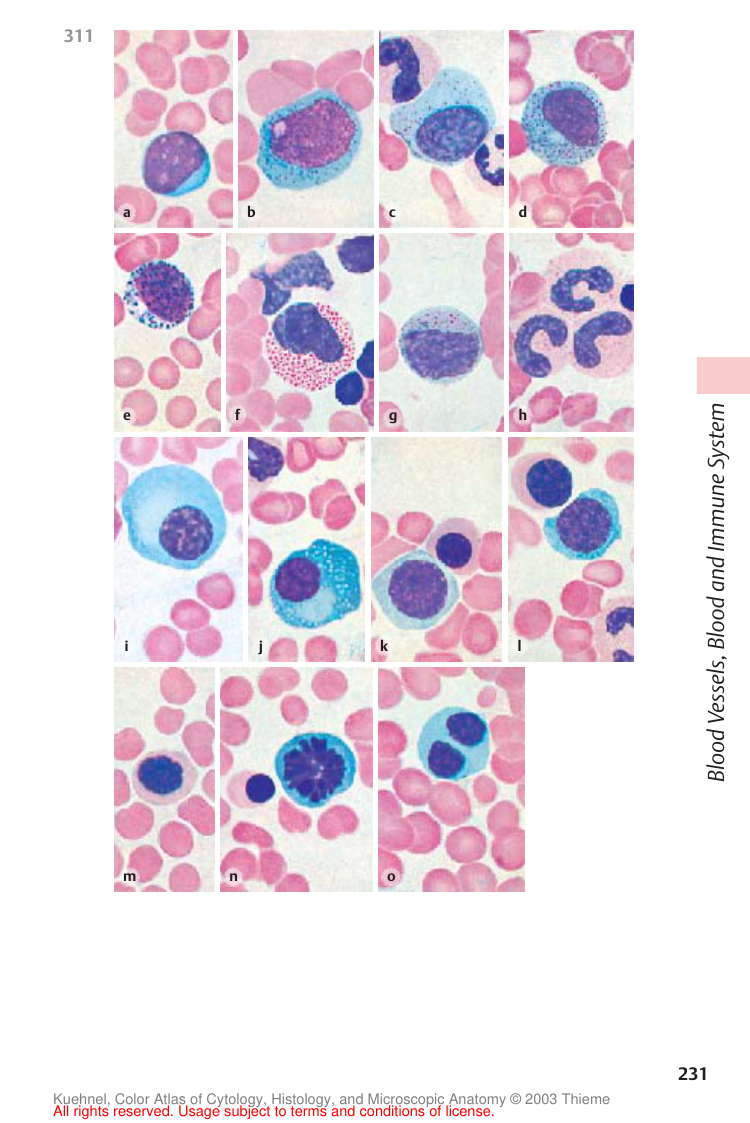 311
a
b
c
d
e
f
g
h
i
j
k
l
m
n
o
Blood Vessels, Blood and Immune System
231
Kuehnel, Color Atlas of Cytology, Histology, and Microscopic Anatomy © 2003 Thieme
All rights reserved. Usage subject to terms and conditions of license.